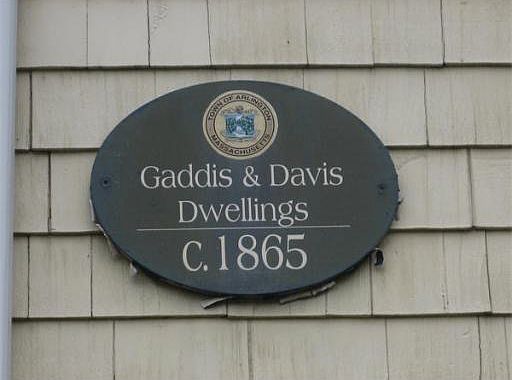 TOWN OF ARLINGTON
MASSACHUSETTS
Gaddis & Davis
Dwellings
C. 1865